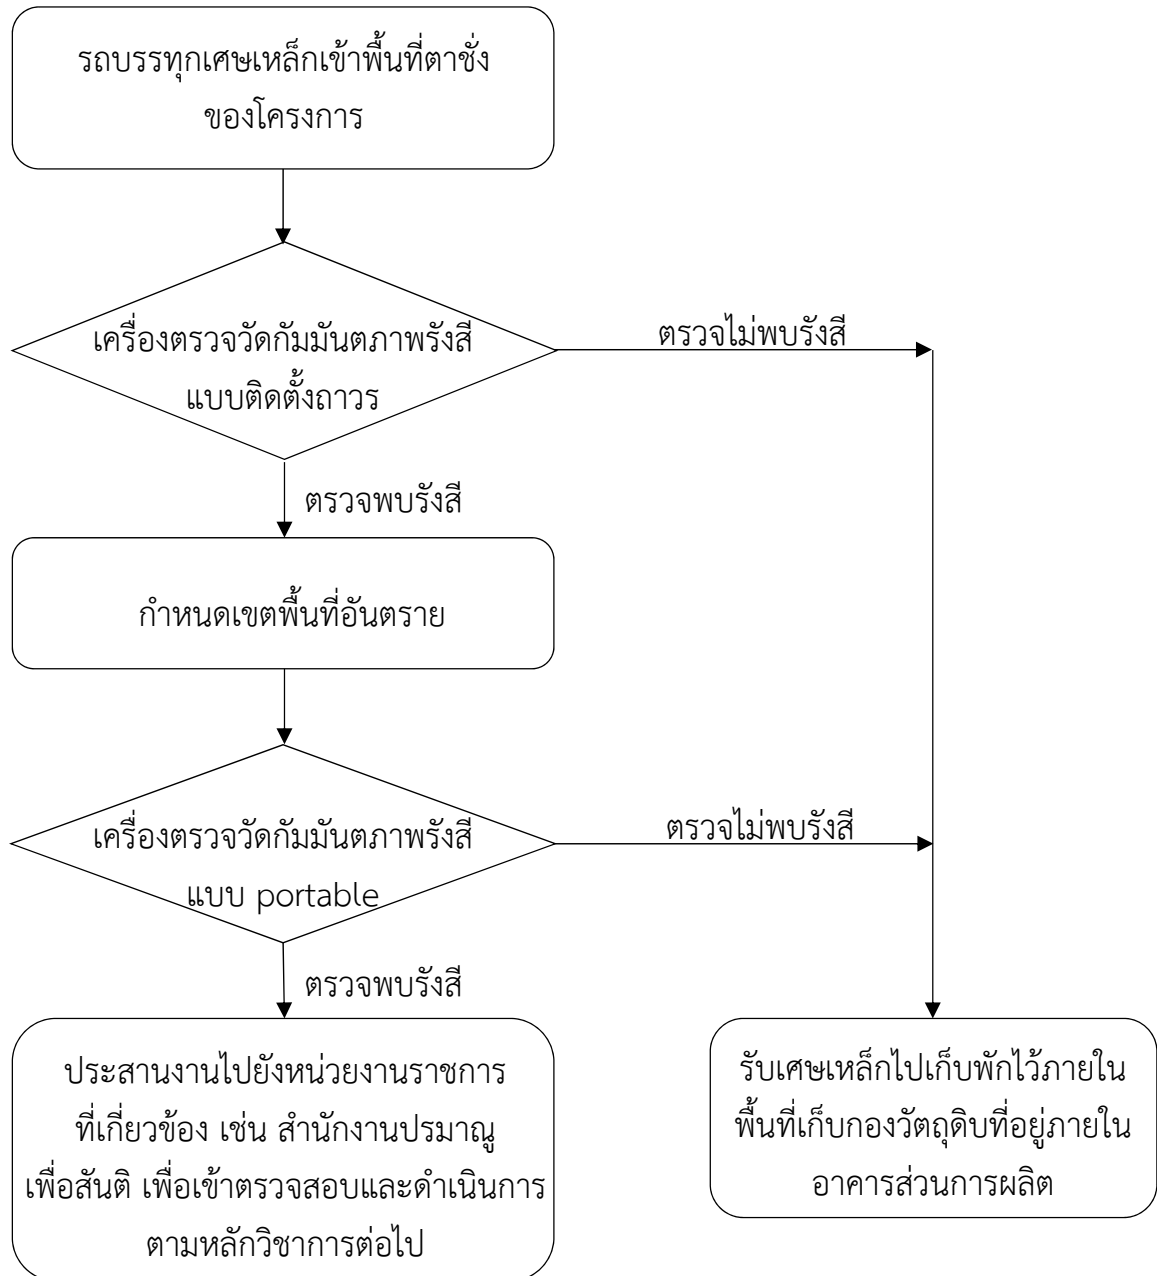 รถบรรทุกเศษเหล็กเข้าพื้นที่ตาชั่ง
ของโครงการ
เครื่องตรวจวัดกัมมันตภาพรังสี
แบบติดตั้งถาวร
ตรวจไม่พบรังสี
ตรวจพบรังสี
กำหนดเขตพื้นที่อันตราย
เครื่องตรวจวัดกัมมันตภาพรังสี
แบบ portable
ตรวจไม่พบรังสี
ตรวจพบรังสี
ประสานงานไปยังหน่วยงานราชการ
ที่เกี่ยวข้อง เช่น สำนักงานปรมาณู
เพื่อสันติ เพื่อเข้าตรวจสอบและดำเนินการ
ตามหลักวิชาการต่อไป
รับเศษเหล็กไปเก็บพักไว้ภายใน
พื้นที่เก็บกองวัตถุดิบที่อยู่ภายใน
อาคารส่วนการผลิต